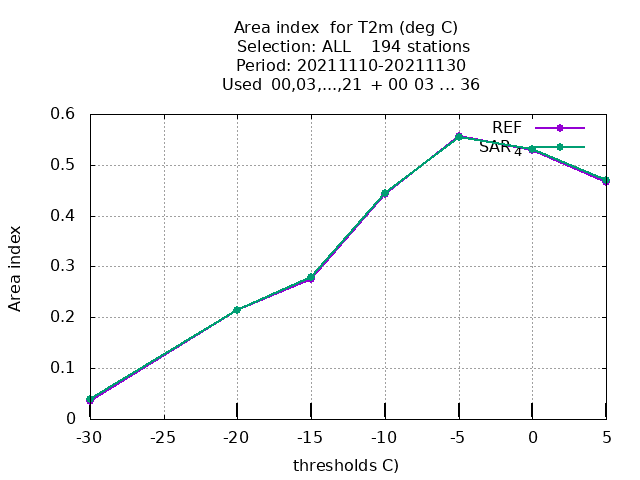 Area index  for T2m (deg C)
Selection: ALL    194 stations
Period: 20211110-20211130
Used  00,03,...,21  + 00 03 ... 36
REF
SAR 4
Area index
0.6
0.5
0.4
0.3
0.2
0.1
0
-30 -25 -20 -15 -10 -5 0 5
thresholds C)